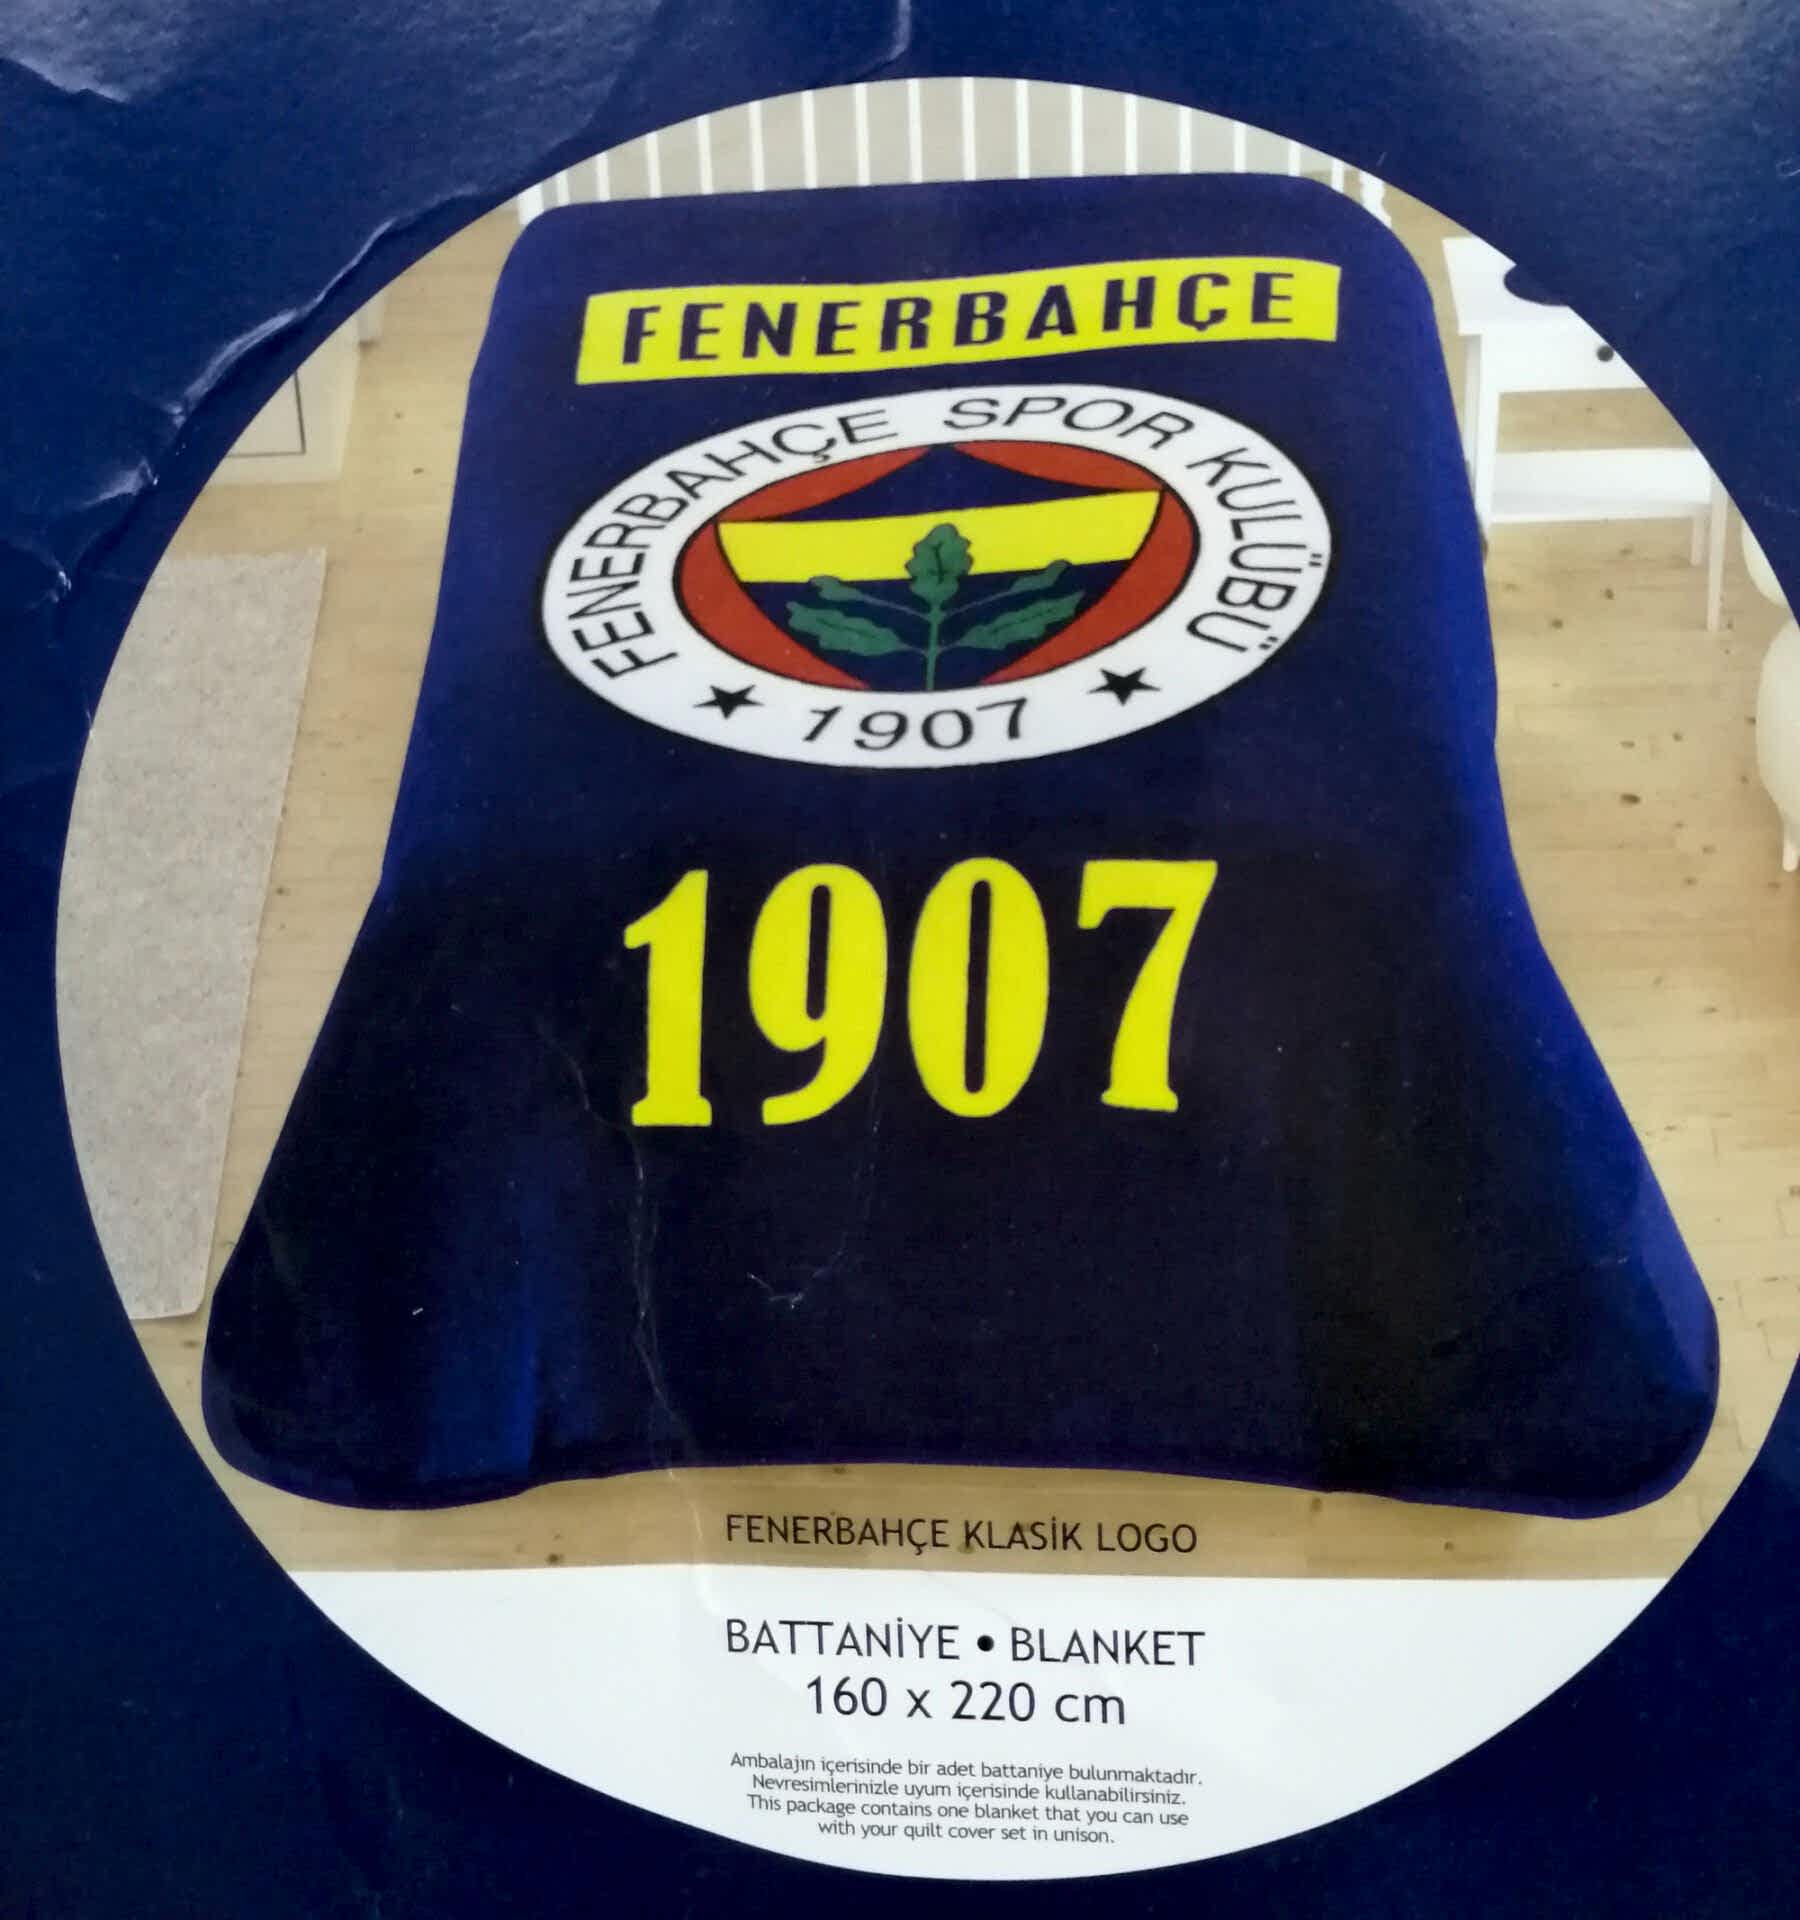 FENERBAHÇE
FENERBAHÇE SPOR KULÜBÜ
★ 1907 ★
1907
FENERBAHÇE KLASİK LOGO
BATTANİYE • BLANKET
160 x 220 cm
Ambalajın içerisinde bir adet battaniye bulunmaktadır.
Nevresimlerinizle uyum içerisinde kullanabilirsiniz.
This package contains one blanket that you can use
with your quilt cover set in unison.